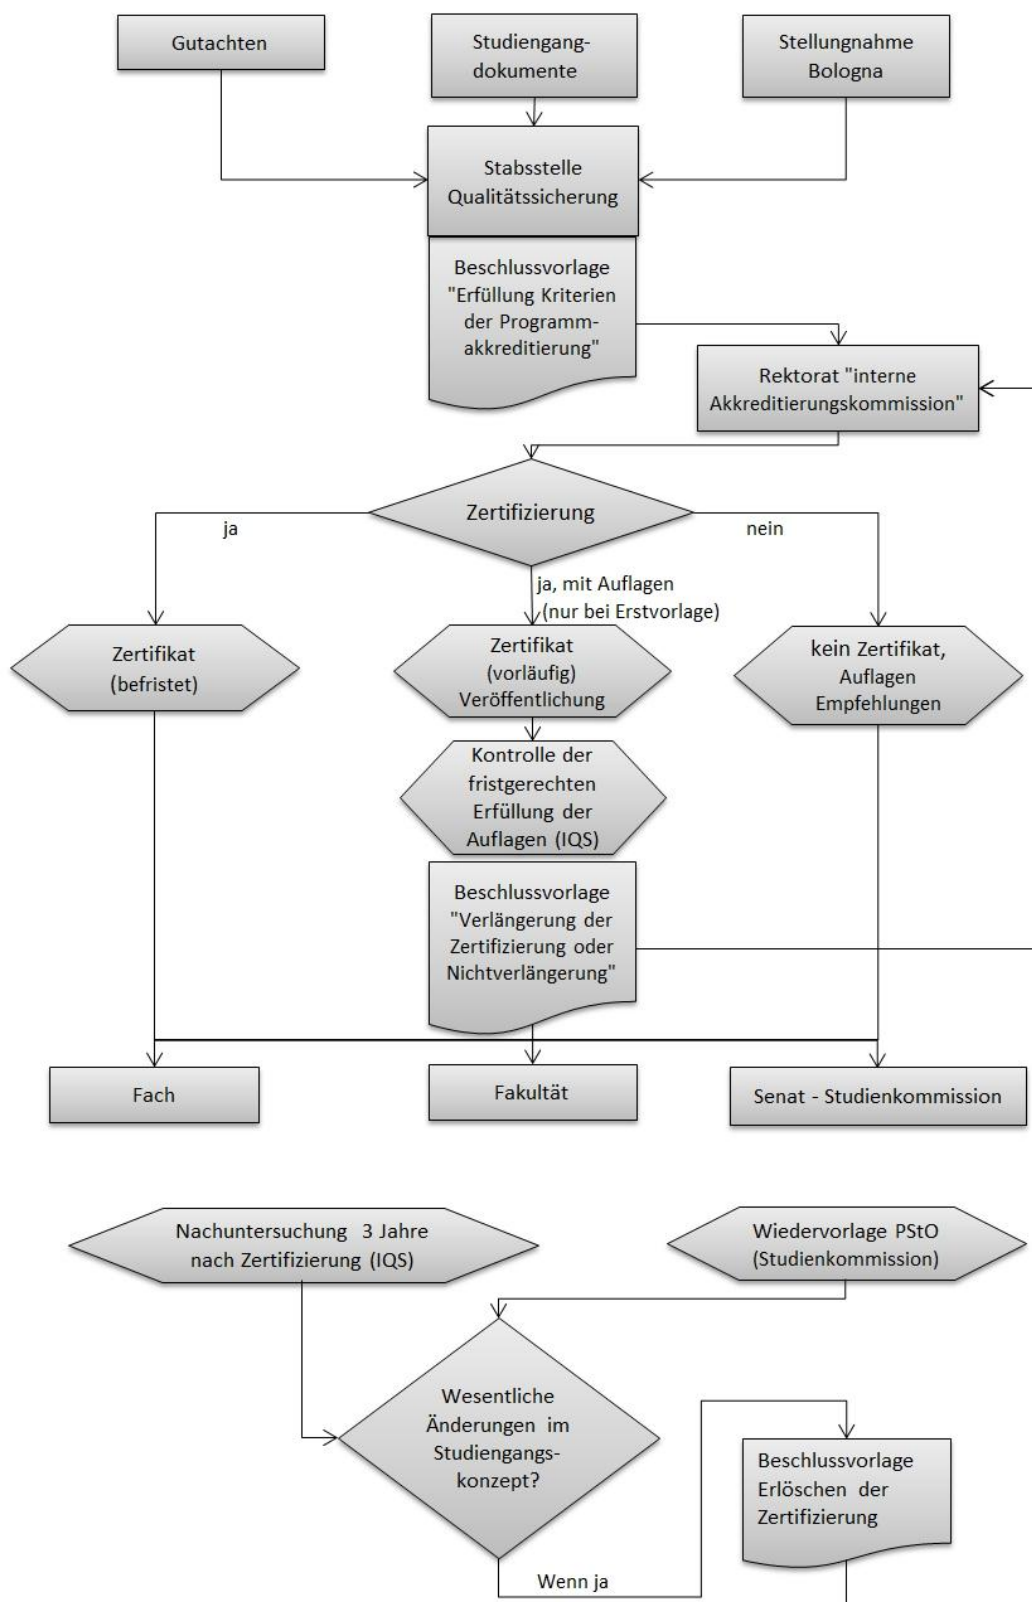 Gutachten
Studiengang-
dokumente
Stellungnahme
Bologna
Stabsstelle
Qualitätssicherung
Beschlussvorlage
"Erfüllung Kriterien
der Programm-
akkreditierung"
Rektorat "interne
Akkreditierungskommission"
Zertifizierung
ja
nein
ja, mit Auflagen
(nur bei Erstvorlage)
Zertifikat
(befristet)
Zertifikat
(vorläufig)
Veröffentlichung
kein Zertifikat,
Auflagen
Empfehlungen
Kontrolle der
fristgerechten
Erfüllung der
Auflagen (IQS)
Beschlussvorlage
"Verlängerung der
Zertifizierung oder
Nichtverlängerung"
Fach
Fakultät
Senat - Studienkommission
Nachuntersuchung 3 Jahre
nach Zertifizierung (IQS)
Wiedervorlage PStO
(Studienkommission)
Wesentliche
Änderungen im
Studiengangs-
konzept?
Beschlussvorlage
Erlöschen der
Zertifizierung
Wenn ja